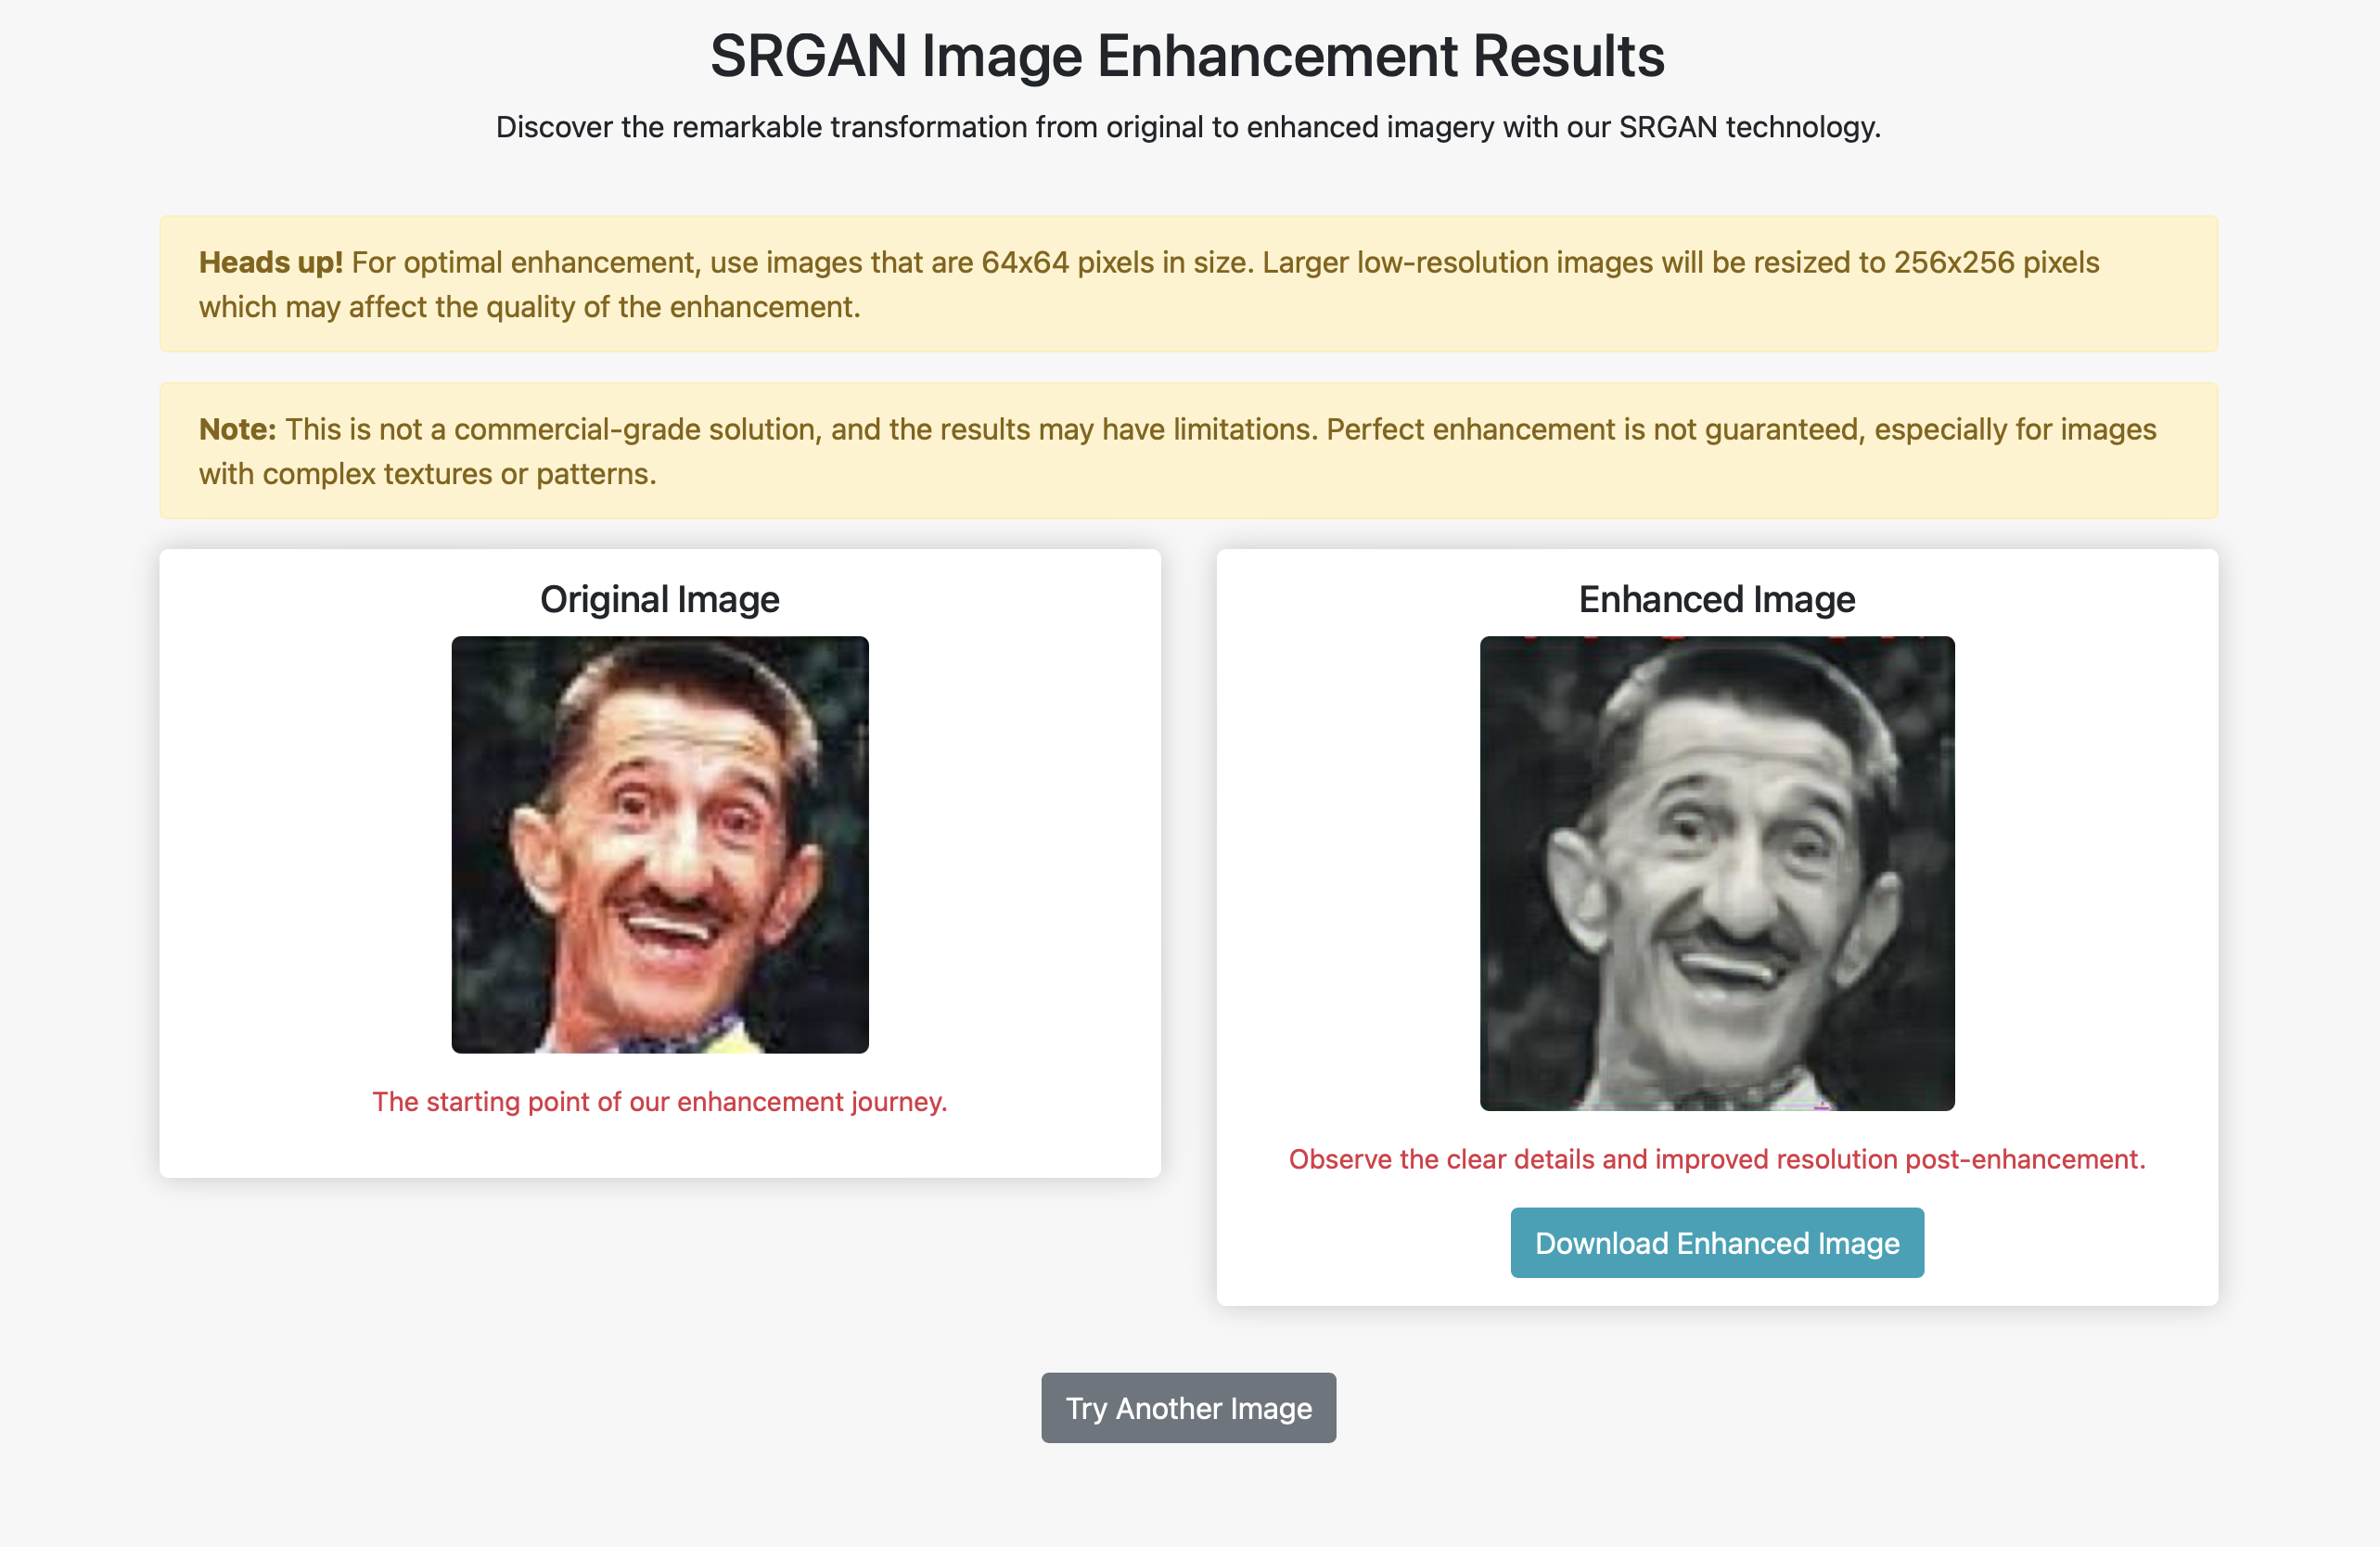 SRGAN Image Enhancement Results
Discover the remarkable transformation from original to enhanced imagery with our SRGAN technology.
Heads up! For optimal enhancement, use images that are 64x64 pixels in size. Larger low-resolution images will be resized to 256x256 pixels
which may affect the quality of the enhancement.
Note: This is not a commercial-grade solution, and the results may have limitations. Perfect enhancement is not guaranteed, especially for images
with complex textures or patterns.
Original Image
The starting point of our enhancement journey.
Enhanced Image
Observe the clear details and improved resolution post-enhancement.
Download Enhanced Image
Try Another Image